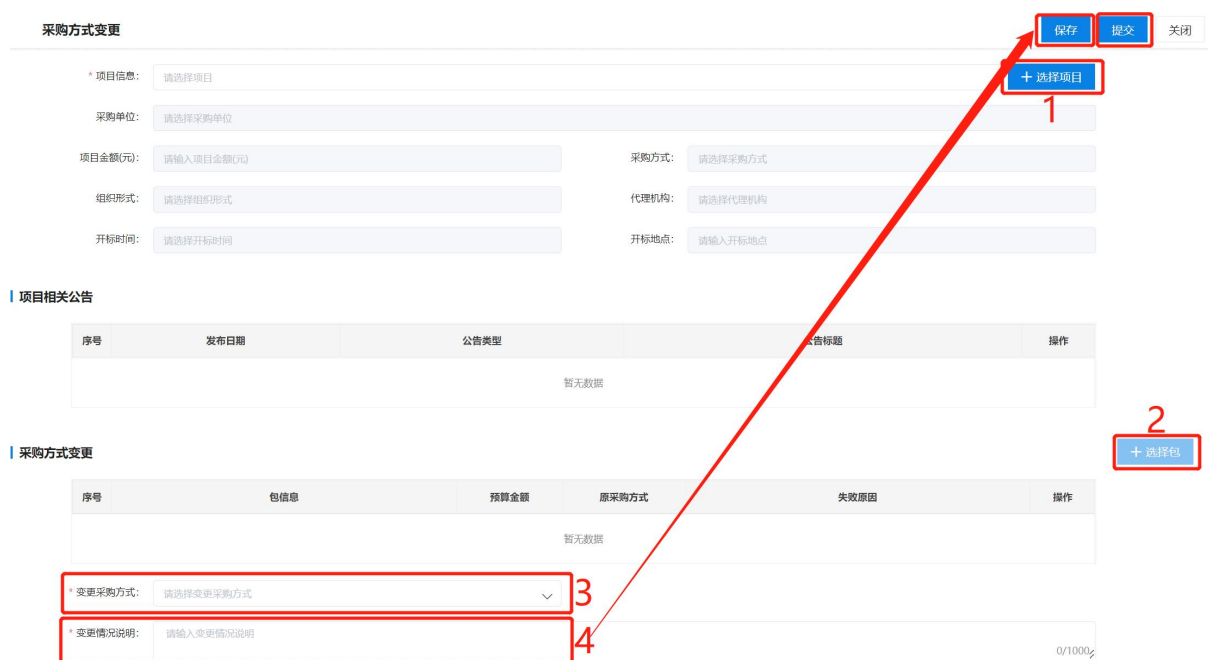 采购方式变更 保存 提交 关闭
* 项目信息: 请选择项目 + 选择项目
1
采购单位: 请选择采购单位
项目金额(元): 请输入项目金额(元) 采购方式: 请选择采购方式
组织形式: 请选择组织形式 代理机构: 请选择代理机构
开标时间: 请选择开标时间 开标地点: 请输入开标地点
项目相关公告
序号 发布日期 公告类型 公告标题 操作
暂无数据
2
采购方式变更 + 选择包
序号 包信息 预算金额 原采购方式 失败原因 操作
暂无数据
* 变更采购方式: 请选择变更采购方式 3
* 变更情况说明: 请输入变更情况说明 4
0/1000